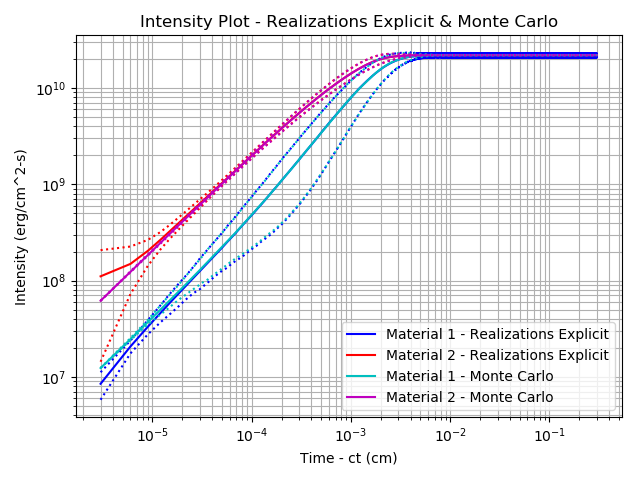 Intensity Plot - Realizations Explicit & Monte Carlo
Intensity (erg/cm^2-s)
10^10
10^9
10^8
10^7
Material 1 - Realizations Explicit
Material 2 - Realizations Explicit
Material 1 - Monte Carlo
Material 2 - Monte Carlo
10^−5 10^−4 10^−3 10^−2 10^−1
Time - ct (cm)